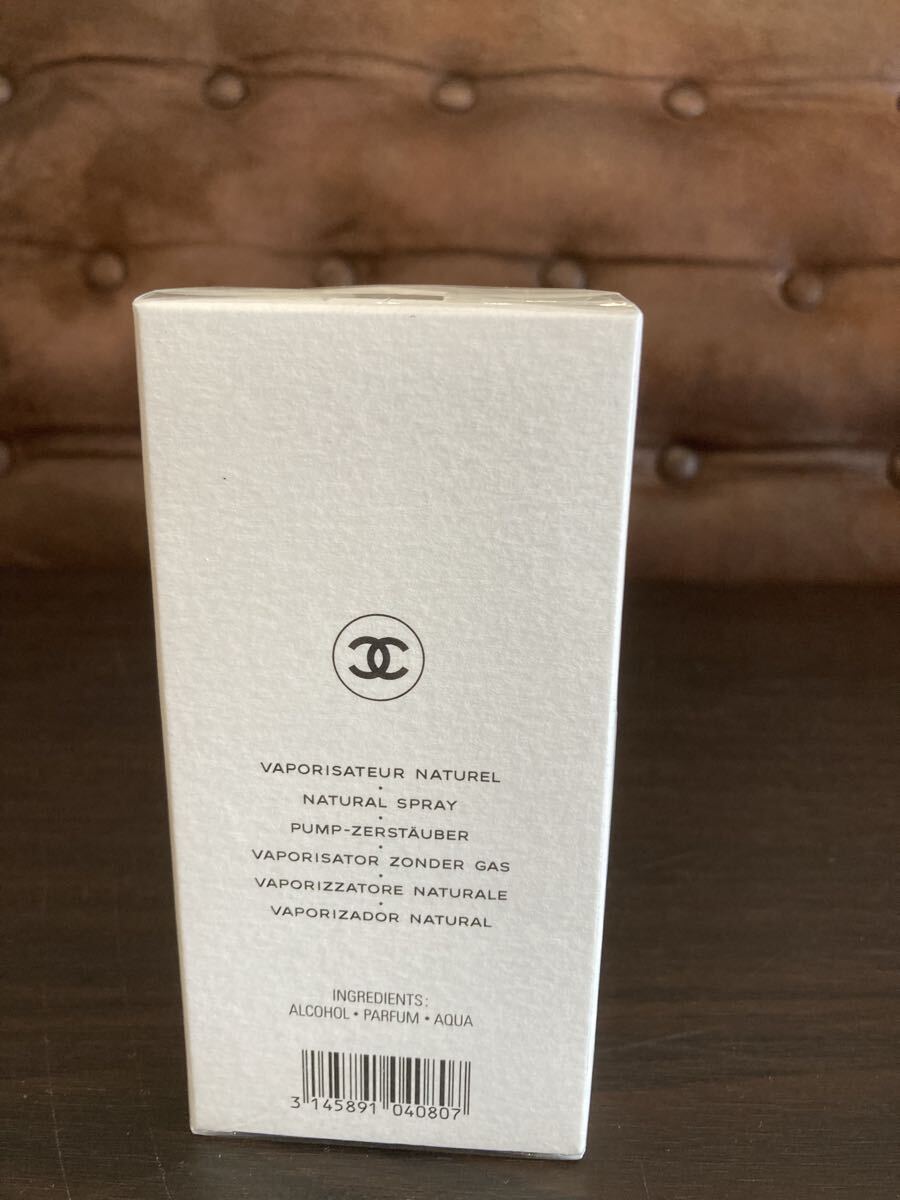 VAPORISATEUR NATUREL
•
NATURAL SPRAY
•
PUMP-ZERSTÄUBER
•
VAPORISATOR ZONDER GAS
•
VAPORIZZATORE NATURALE
•
VAPORIZADOR NATURAL
INGREDIENTS:
ALCOHOL • PARFUM • AQUA
3 145891 040807